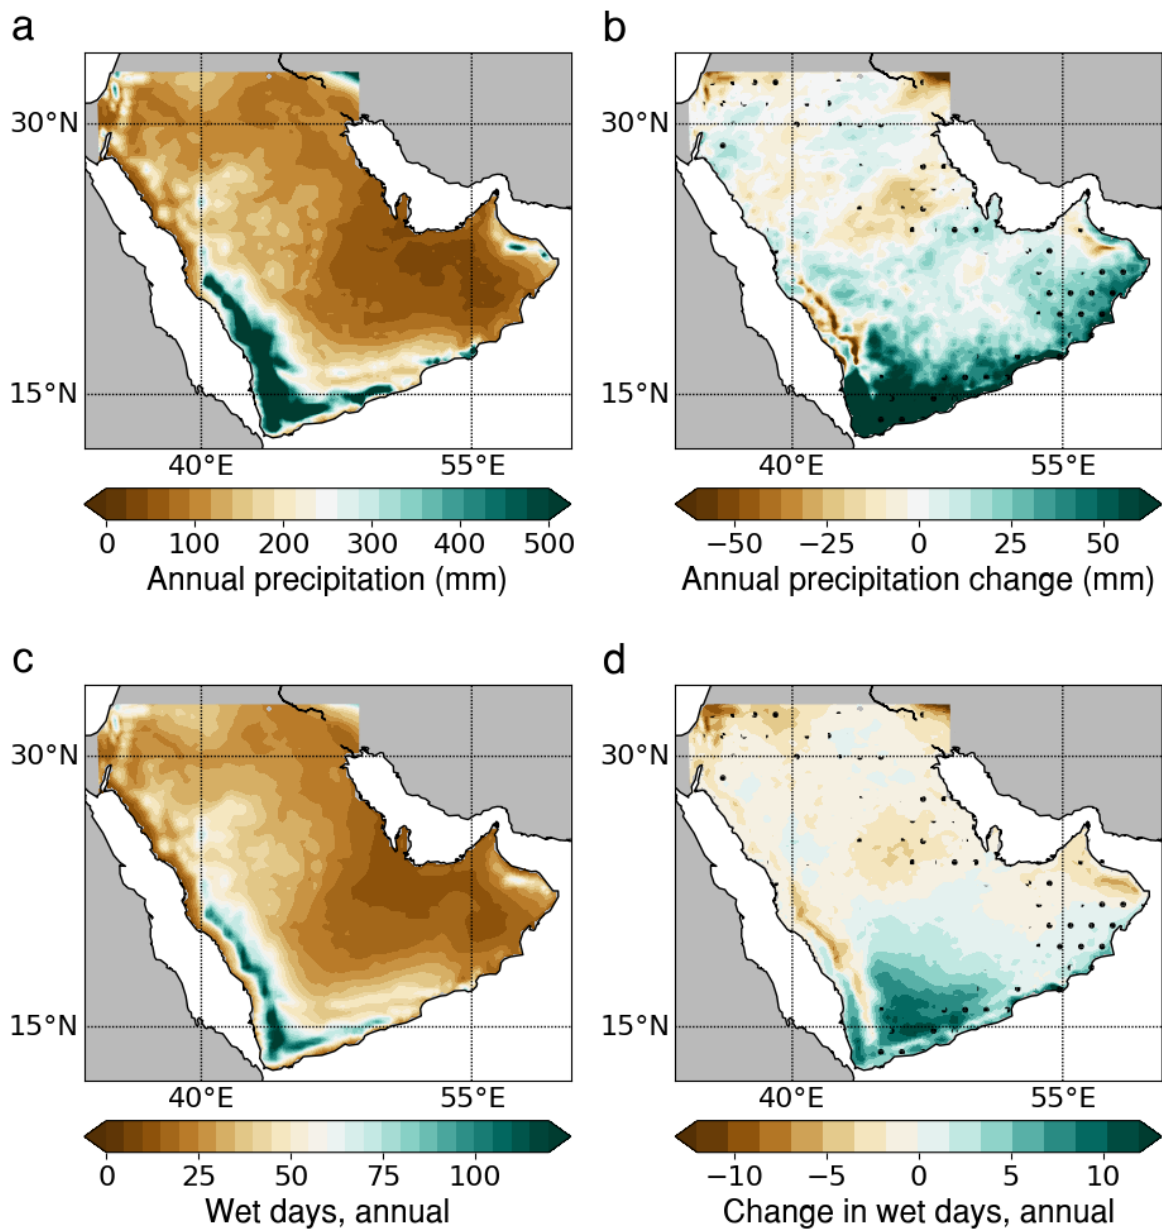 a
b
30°N
15°N
40°E
55°E
0
100
200
300
400
500
Annual precipitation (mm)
30°N
15°N
40°E
55°E
−50
−25
0
25
50
Annual precipitation change (mm)
c
d
30°N
15°N
40°E
55°E
0
25
50
75
100
Wet days, annual
30°N
15°N
40°E
55°E
−10
−5
0
5
10
Change in wet days, annual